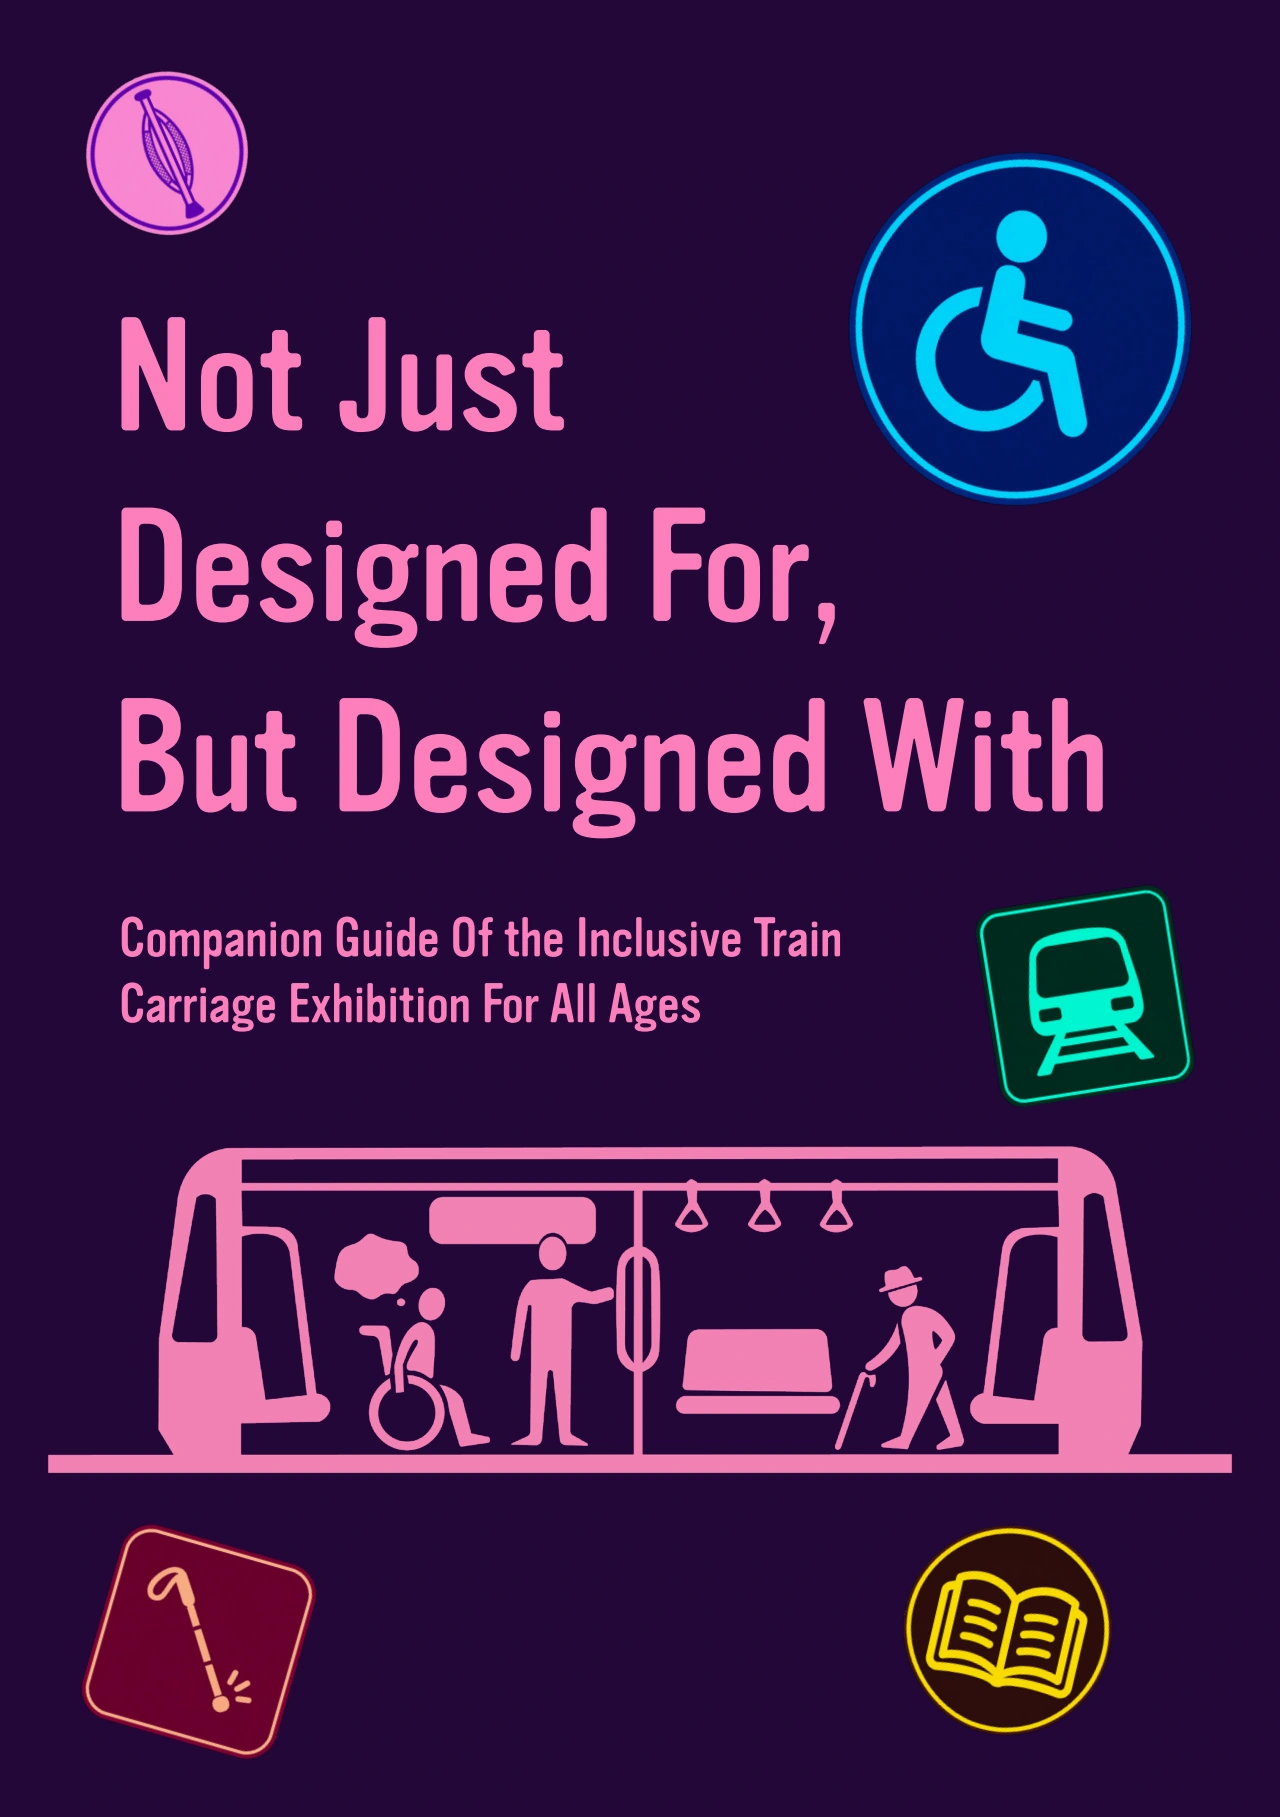 Not Just
Designed For,
But Designed With
Companion Guide Of the Inclusive Train
Carriage Exhibition For All Ages